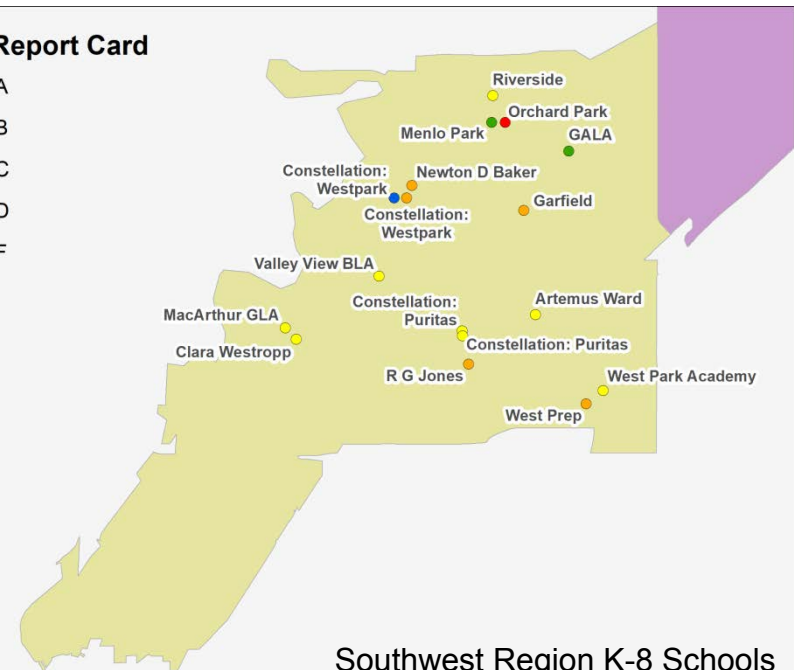 Report Card
A
B
C
D
F
Riverside
Orchard Park
Menlo Park
GALA
Constellation:
Westpark
Newton D Baker
Constellation:
Westpark
Garfield
Valley View BLA
Constellation:
Puritas
Artemus Ward
MacArthur GLA
Constellation: Puritas
Clara Westropp
R G Jones
West Park Academy
West Prep
Southwest Region K-8 Schools